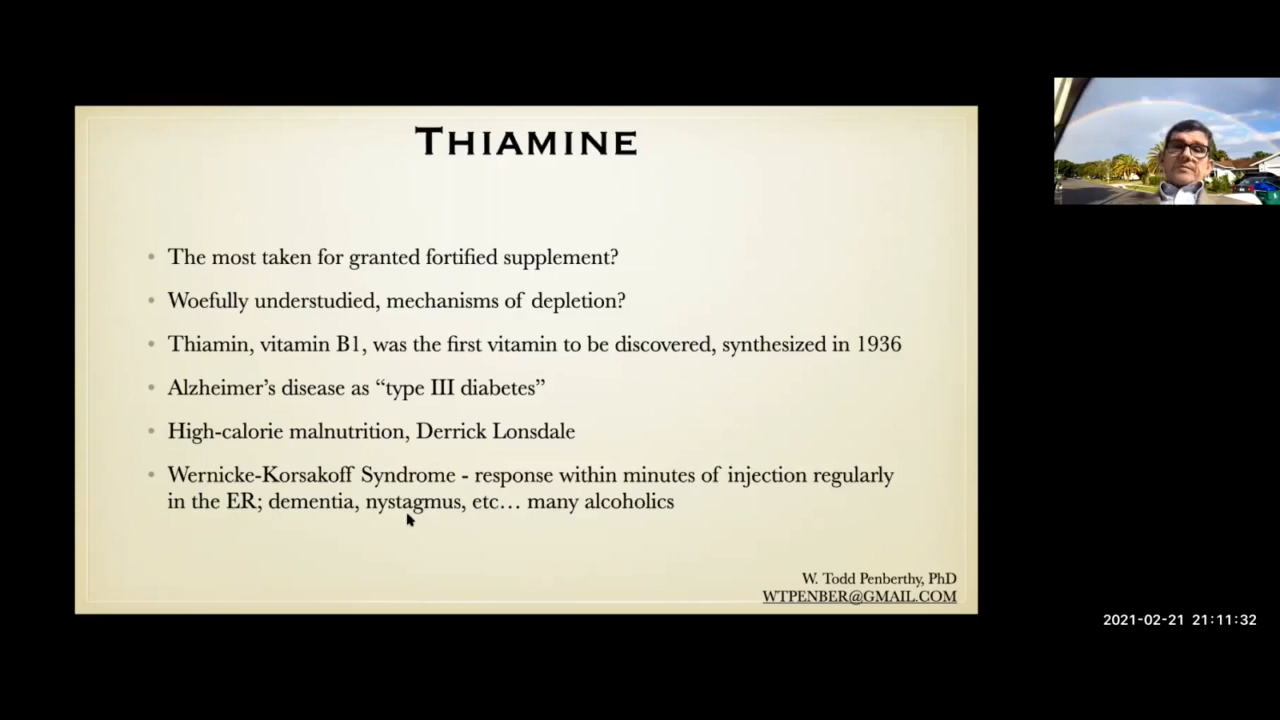 THIAMINE
• The most taken for granted fortified supplement?
• Woefully understudied, mechanisms of depletion?
• Thiamin, vitamin B1, was the first vitamin to be discovered, synthesized in 1936
• Alzheimer’s disease as “type III diabetes”
• High-calorie malnutrition, Derrick Lonsdale
• Wernicke-Korsakoff Syndrome - response within minutes of injection regularly
in the ER; dementia, nystagmus, etc… many alcoholics
W. Todd Penberthy, PhD
WTPENBER@GMAIL.COM
2021-02-21 21:11:32